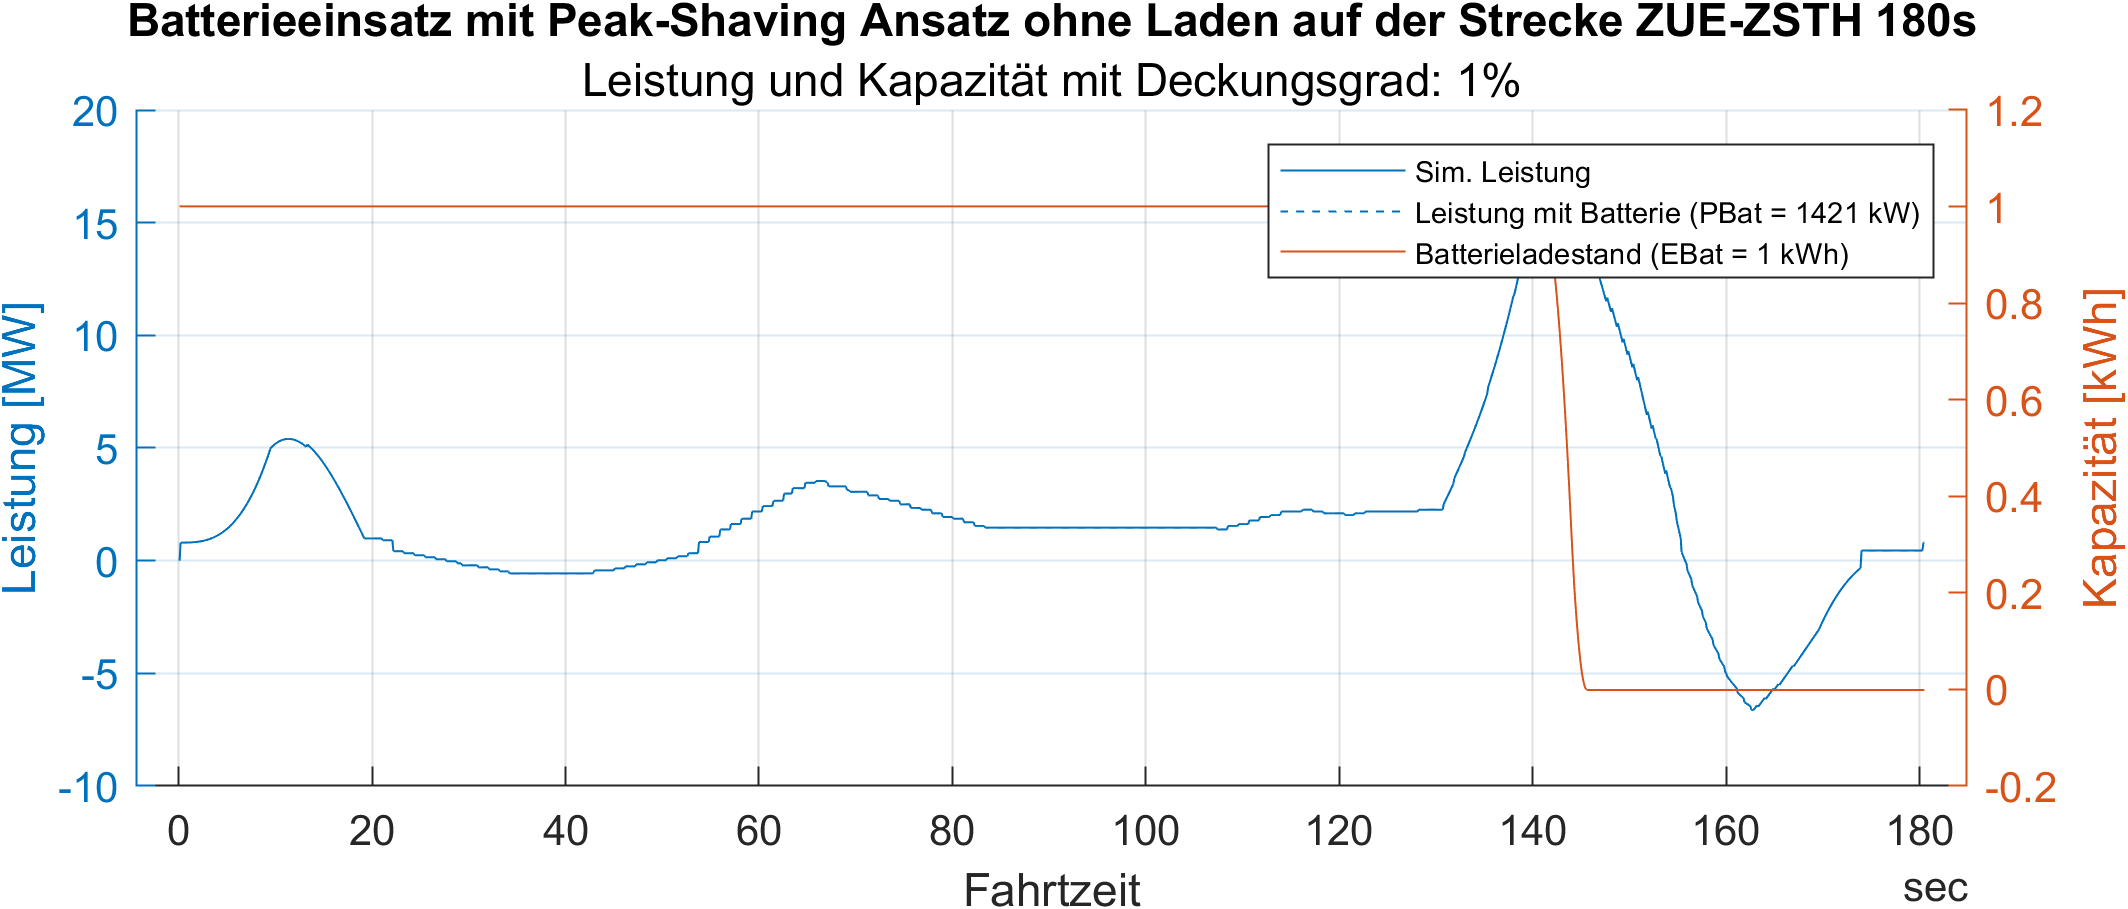 Batterieeinsatz mit Peak-Shaving Ansatz ohne Laden auf der Strecke ZUE-ZSTH 180s
Leistung und Kapazität mit Deckungsgrad: 1%
Leistung [MW]
20
15
10
5
0
-5
-10
Sim. Leistung
Leistung mit Batterie (PBat = 1421 kW)
Batterieladestand (EBat = 1 kWh)
1.2
1
0.8
0.6
0.4
0.2
0
-0.2
Kapazität [kWh]
0 20 40 60 80 100 120 140 160 180
Fahrtzeit
sec